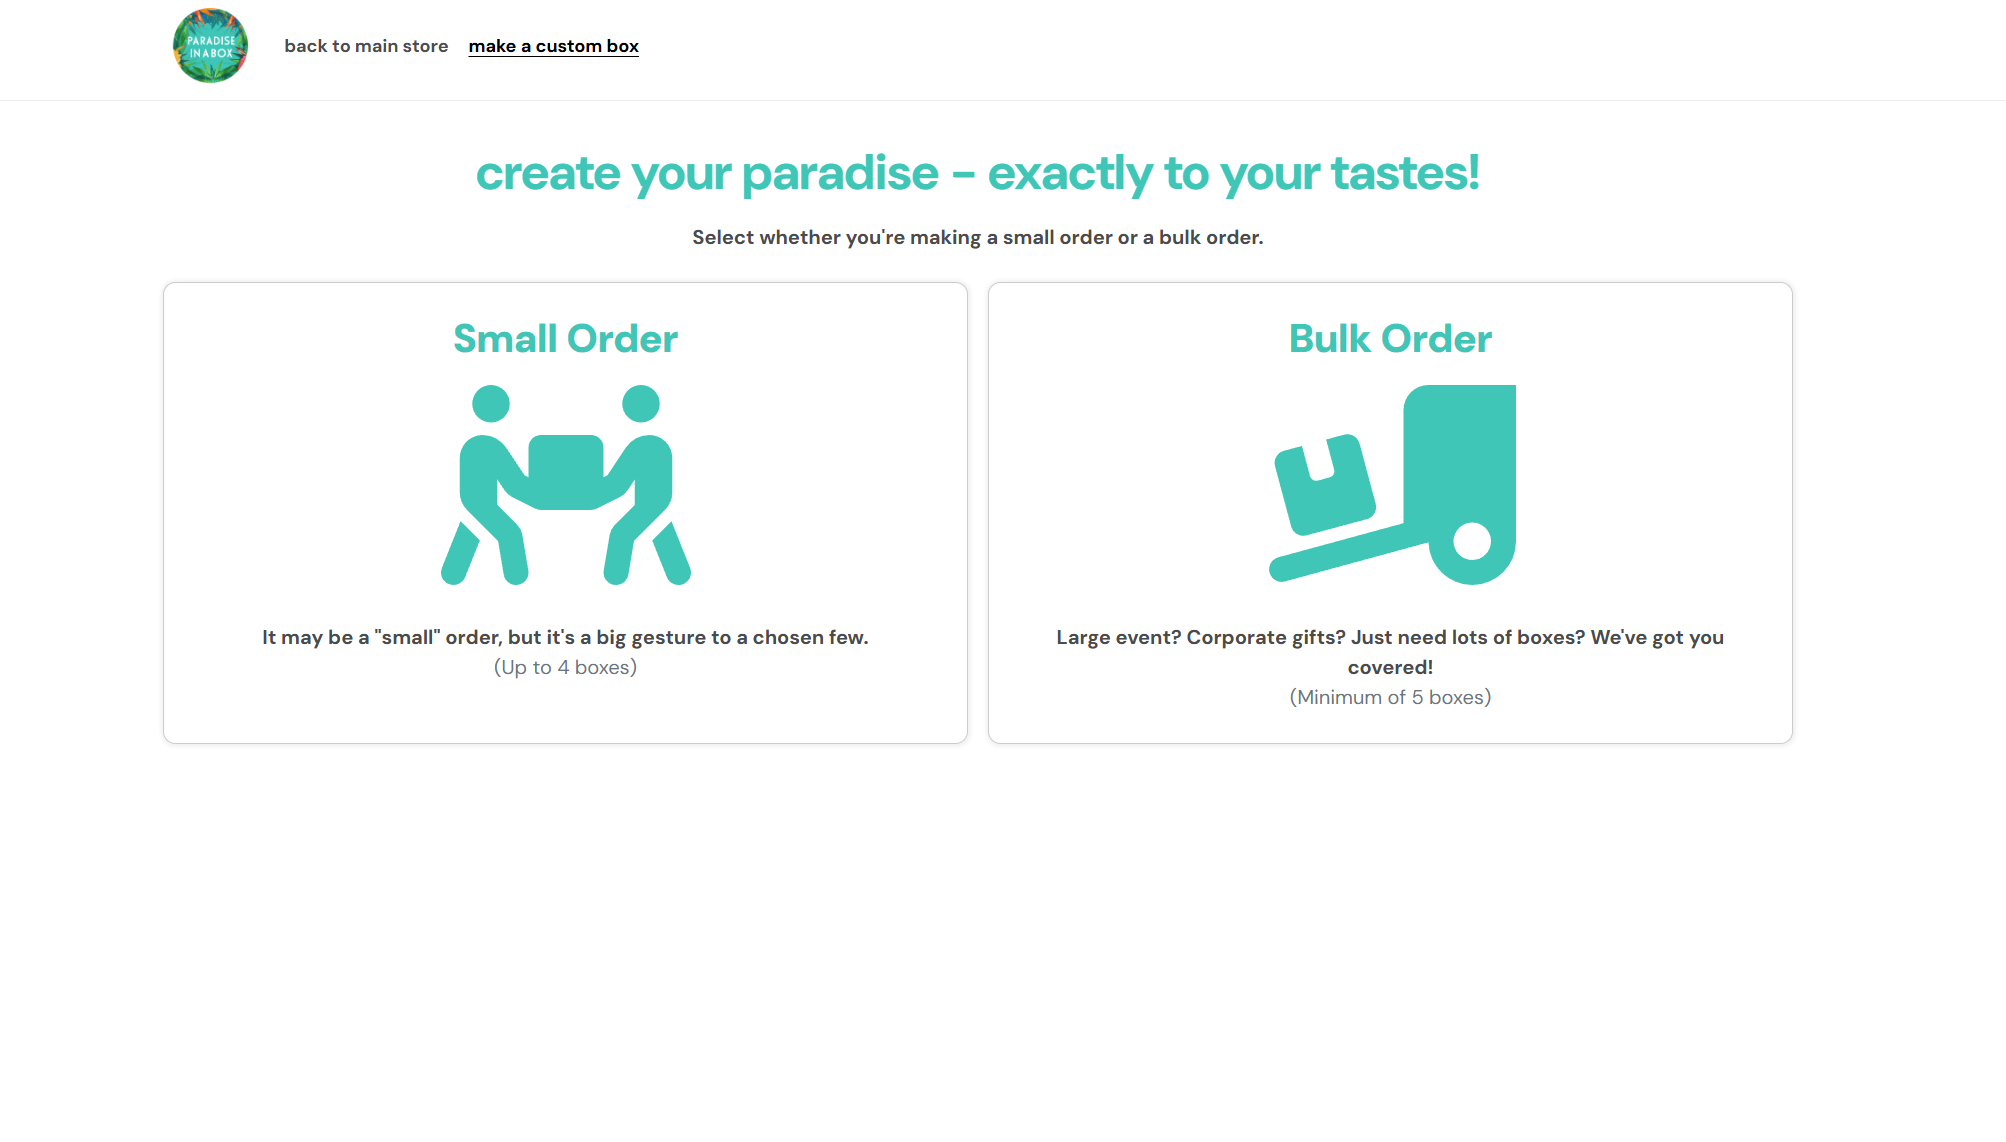 PARADISE
IN A BOX
back to main store make a custom box
create your paradise - exactly to your tastes!
Select whether you're making a small order or a bulk order.
Small Order
It may be a "small" order, but it's a big gesture to a chosen few.
(Up to 4 boxes)
Bulk Order
Large event? Corporate gifts? Just need lots of boxes? We've got you
covered!
(Minimum of 5 boxes)